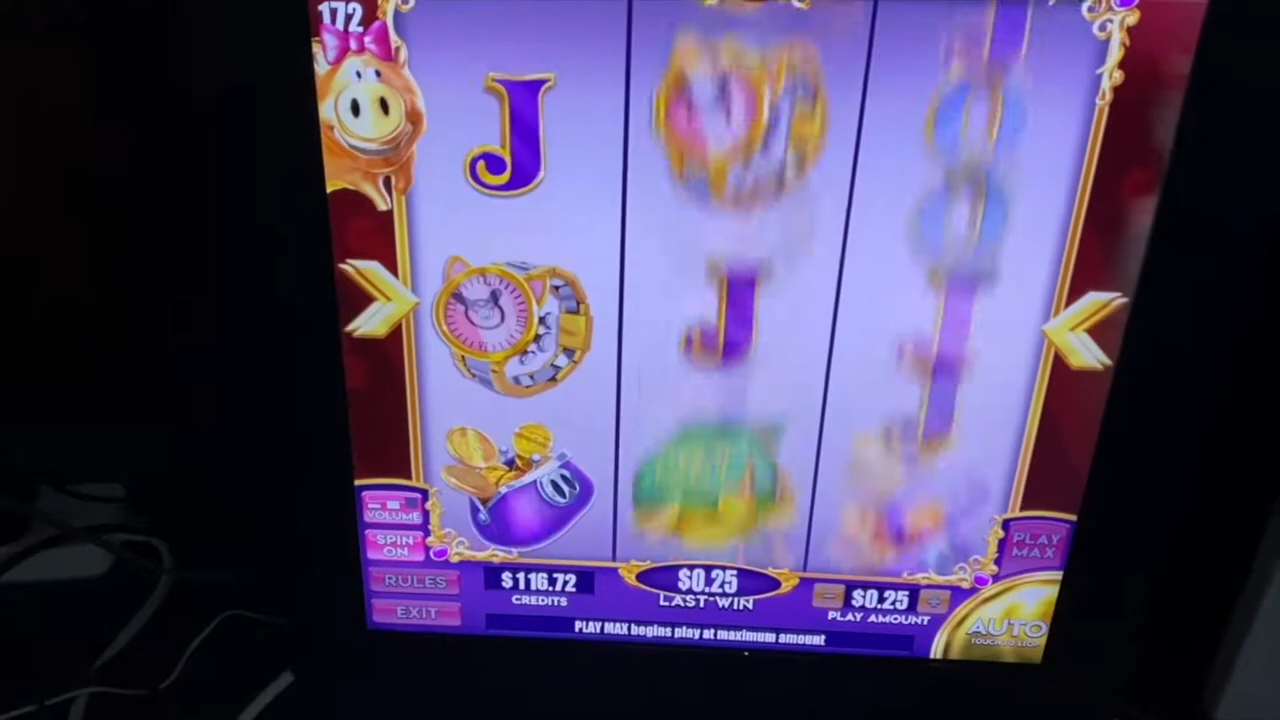 172
J
J
VOLUME
SPIN
ON
RULES
EXIT
$116.72
CREDITS
$0.25
LAST WIN
- $0.25 +
PLAY AMOUNT
PLAY MAX begins play at maximum amount
PLAY
MAX
AUTO
TOUCH TO STOP